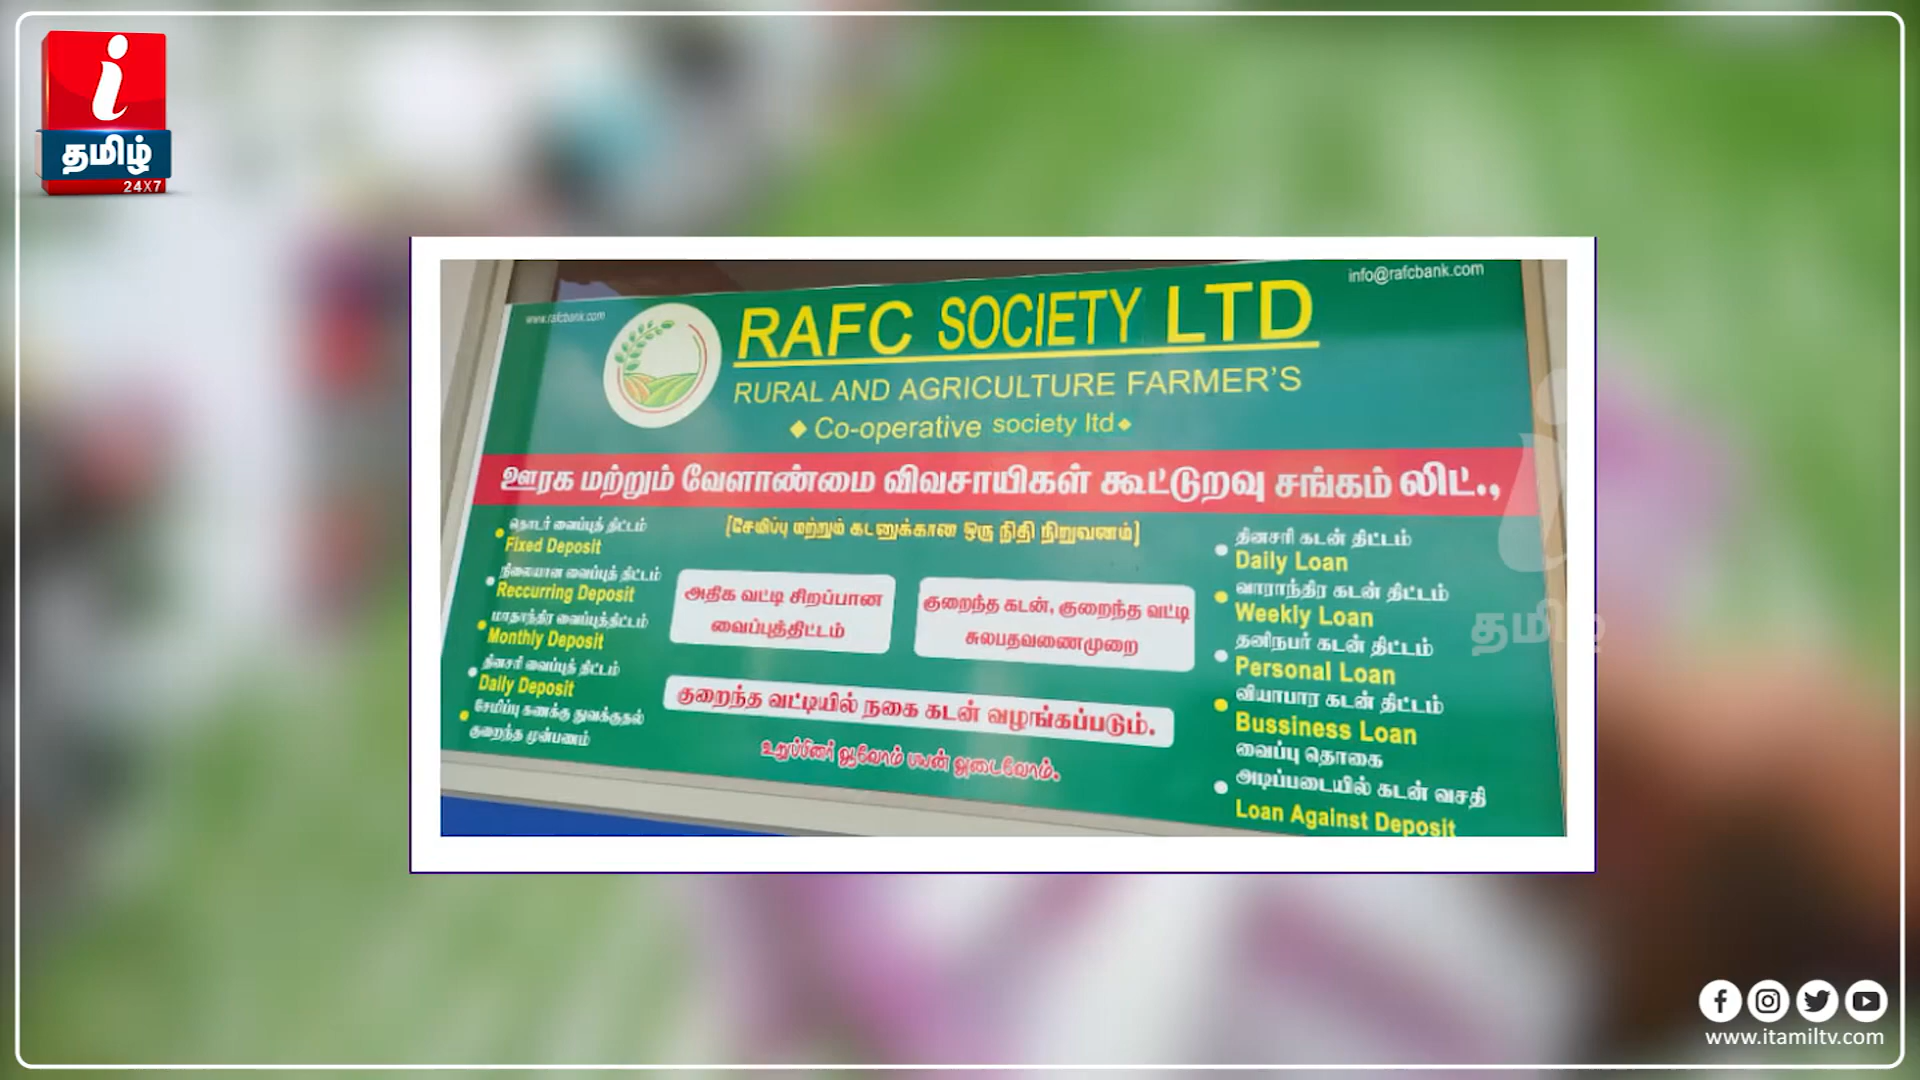 i
தமிழ்
24X7
info@rafcbank.com
www.rafcbank.com
RAFC SOCIETY LTD
RURAL AND AGRICULTURE FARMER'S
Co-operative society ltd
ஊரக மற்றும் வேளாண்மை விவசாயிகள் கூட்டுறவு சங்கம் லிட்.,
[சேமிப்பு மற்றும் கடனுக்கான ஒரு நிதி நிறுவனம்]
தொடர் வைப்புத் திட்டம்
Fixed Deposit
நிலையான வைப்புத் திட்டம்
Reccurring Deposit
மாதாந்திர வைப்புத்திட்டம்
Monthly Deposit
தினசரி வைப்புத் திட்டம்
Daily Deposit
சேமிப்பு கணக்கு துவக்குதல்
குறைந்த முன்பணம்
அதிக வட்டி சிறப்பான
வைப்புத்திட்டம்
குறைந்த கடன், குறைந்த வட்டி
சுலபதவணைமுறை
குறைந்த வட்டியில் நகை கடன் வழங்கப்படும்.
உறுப்பினர் ஆவோம் பயன் அடைவோம்.
தினசரி கடன் திட்டம்
Daily Loan
வாராந்திர கடன் திட்டம்
Weekly Loan
தனிநபர் கடன் திட்டம்
Personal Loan
வியாபார கடன் திட்டம்
Bussiness Loan
வைப்பு தொகை
அடிப்படையில் கடன் வசதி
Loan Against Deposit
தமிழ்
www.itamiltv.com